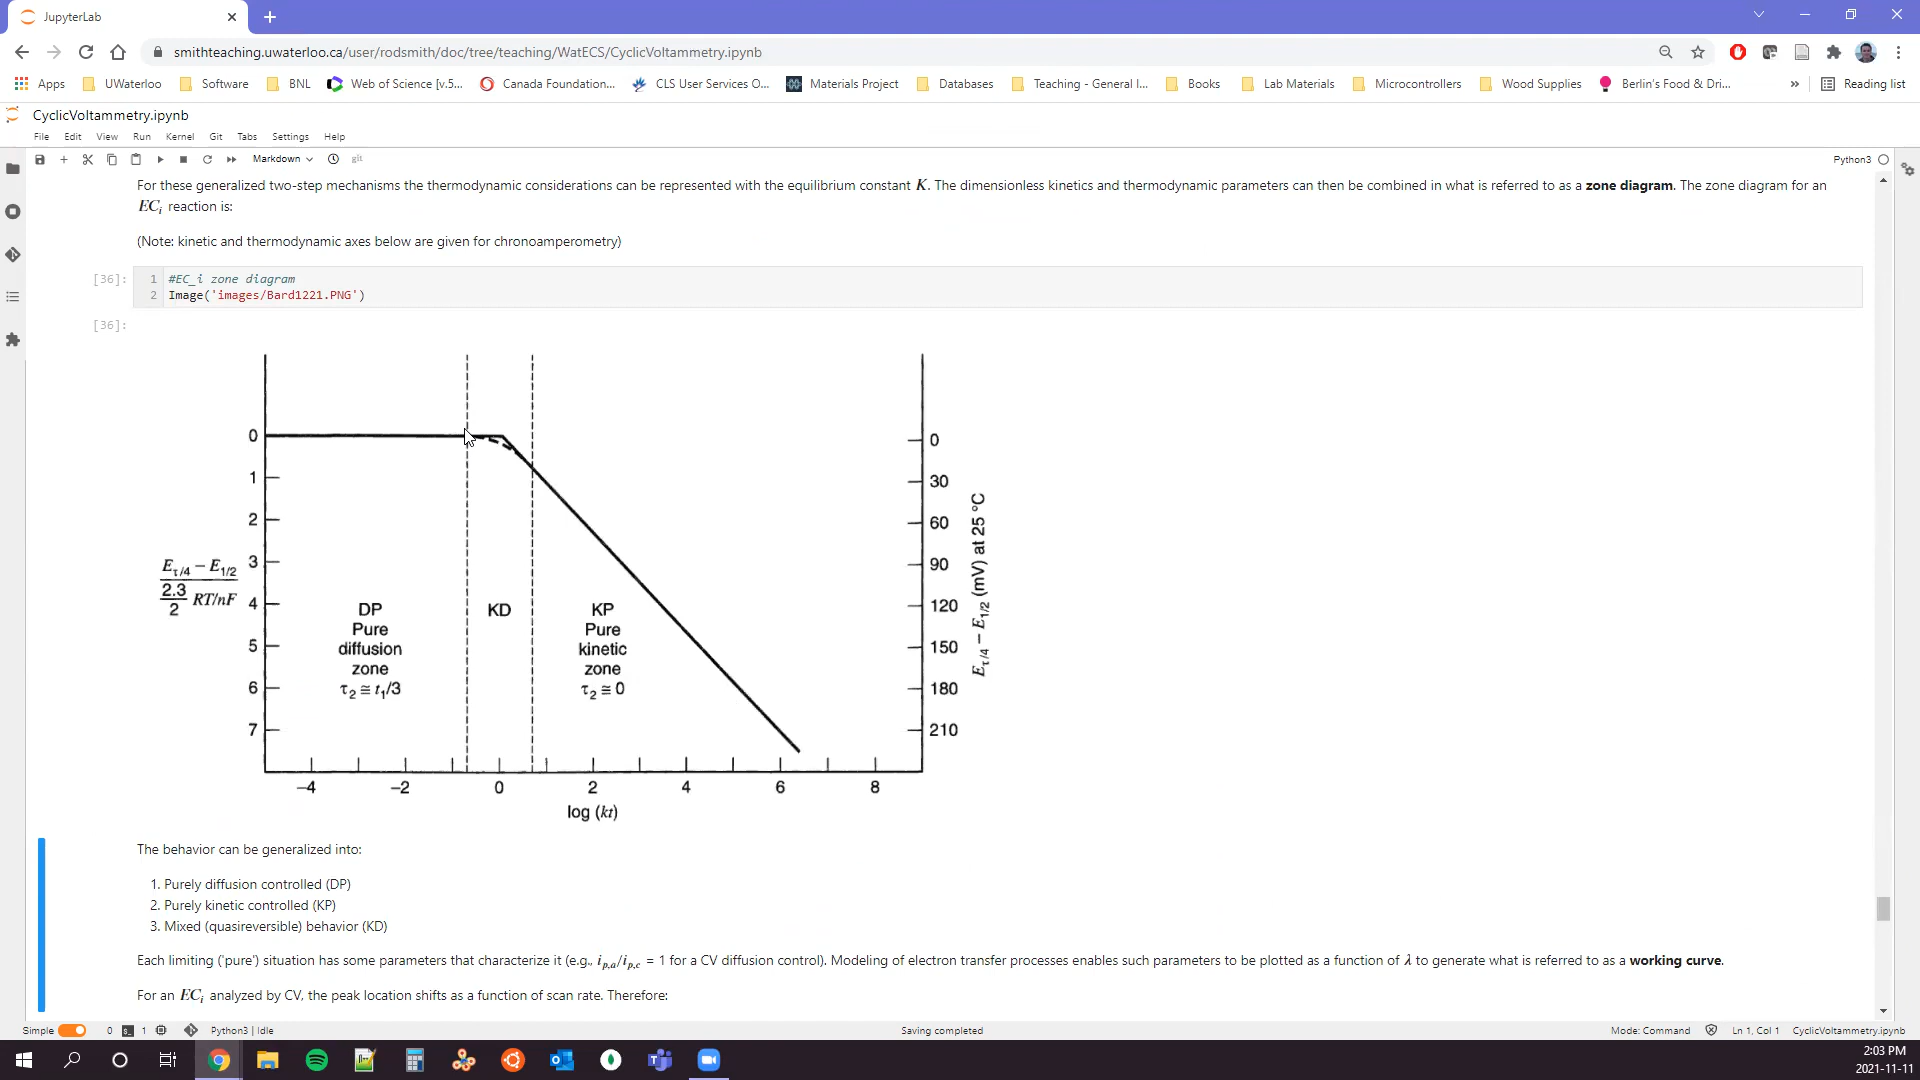 JupyterLab
smithteaching.uwaterloo.ca/user/rodsmith/doc/tree/teaching/WatECS/CyclicVoltammetry.ipynb
Apps UWaterloo Software BNL Web of Science [v.5... Canada Foundation... CLS User Services O... Materials Project Databases Teaching - General I... Books Lab Materials Microcontrollers Wood Supplies Berlin's Food & Dri... » Reading list
CyclicVoltammetry.ipynb
File Edit View Run Kernel Git Tabs Settings Help
Markdown git Python3
For these generalized two-step mechanisms the thermodynamic considerations can be represented with the equilibrium constant K. The dimensionless kinetics and thermodynamic parameters can then be combined in what is referred to as a zone diagram. The zone diagram for an
ECi reaction is:
(Note: kinetic and thermodynamic axes below are given for chronoamperometry)
[36]: 1 #EC_i zone diagram
2 Image('images/Bard1221.PNG')
[36]:
0
1
2
3
4
5
6
7
Eτ/4 − E1/2
2.3
2
RT/nF
DP
Pure
diffusion
zone
τ2 ≅ t1/3
KD
KP
Pure
kinetic
zone
τ2 ≅ 0
0
30
60
90
120
150
180
210
Eτ/4 − E1/2 (mV) at 25 °C
−4 −2 0 2 4 6 8
log (kt)
The behavior can be generalized into:
1. Purely diffusion controlled (DP)
2. Purely kinetic controlled (KP)
3. Mixed (quasireversible) behavior (KD)
Each limiting ('pure') situation has some parameters that characterize it (e.g., ip,a/ip,c = 1 for a CV diffusion control). Modeling of electron transfer processes enables such parameters to be plotted as a function of λ to generate what is referred to as a working curve.
For an ECi analyzed by CV, the peak location shifts as a function of scan rate. Therefore:
Simple 0 1 Python3 | Idle Saving completed Mode: Command Ln 1, Col 1 CyclicVoltammetry.ipynb
2:03 PM
2021-11-11